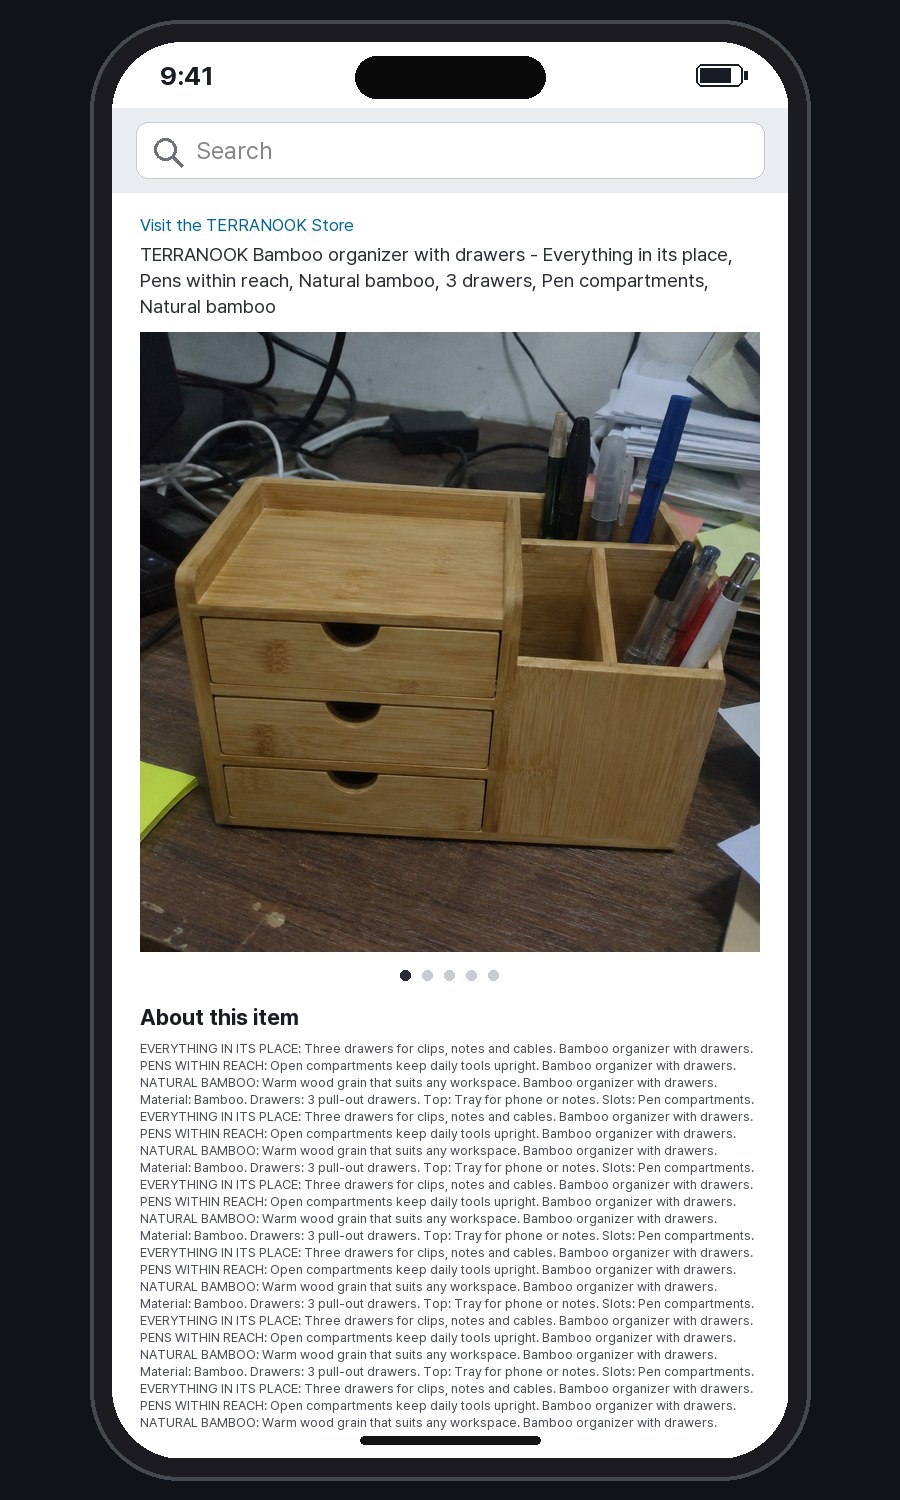 9:41
Search
Visit the TERRANOOK Store
TERRANOOK Bamboo organizer with drawers - Everything in its place,
Pens within reach, Natural bamboo, 3 drawers, Pen compartments,
Natural bamboo
About this item
EVERYTHING IN ITS PLACE: Three drawers for clips, notes and cables. Bamboo organizer with drawers.
PENS WITHIN REACH: Open compartments keep daily tools upright. Bamboo organizer with drawers.
NATURAL BAMBOO: Warm wood grain that suits any workspace. Bamboo organizer with drawers.
Material: Bamboo. Drawers: 3 pull-out drawers. Top: Tray for phone or notes. Slots: Pen compartments.
EVERYTHING IN ITS PLACE: Three drawers for clips, notes and cables. Bamboo organizer with drawers.
PENS WITHIN REACH: Open compartments keep daily tools upright. Bamboo organizer with drawers.
NATURAL BAMBOO: Warm wood grain that suits any workspace. Bamboo organizer with drawers.
Material: Bamboo. Drawers: 3 pull-out drawers. Top: Tray for phone or notes. Slots: Pen compartments.
EVERYTHING IN ITS PLACE: Three drawers for clips, notes and cables. Bamboo organizer with drawers.
PENS WITHIN REACH: Open compartments keep daily tools upright. Bamboo organizer with drawers.
NATURAL BAMBOO: Warm wood grain that suits any workspace. Bamboo organizer with drawers.
Material: Bamboo. Drawers: 3 pull-out drawers. Top: Tray for phone or notes. Slots: Pen compartments.
EVERYTHING IN ITS PLACE: Three drawers for clips, notes and cables. Bamboo organizer with drawers.
PENS WITHIN REACH: Open compartments keep daily tools upright. Bamboo organizer with drawers.
NATURAL BAMBOO: Warm wood grain that suits any workspace. Bamboo organizer with drawers.
Material: Bamboo. Drawers: 3 pull-out drawers. Top: Tray for phone or notes. Slots: Pen compartments.
EVERYTHING IN ITS PLACE: Three drawers for clips, notes and cables. Bamboo organizer with drawers.
PENS WITHIN REACH: Open compartments keep daily tools upright. Bamboo organizer with drawers.
NATURAL BAMBOO: Warm wood grain that suits any workspace. Bamboo organizer with drawers.
Material: Bamboo. Drawers: 3 pull-out drawers. Top: Tray for phone or notes. Slots: Pen compartments.
EVERYTHING IN ITS PLACE: Three drawers for clips, notes and cables. Bamboo organizer with drawers.
PENS WITHIN REACH: Open compartments keep daily tools upright. Bamboo organizer with drawers.
NATURAL BAMBOO: Warm wood grain that suits any workspace. Bamboo organizer with drawers.